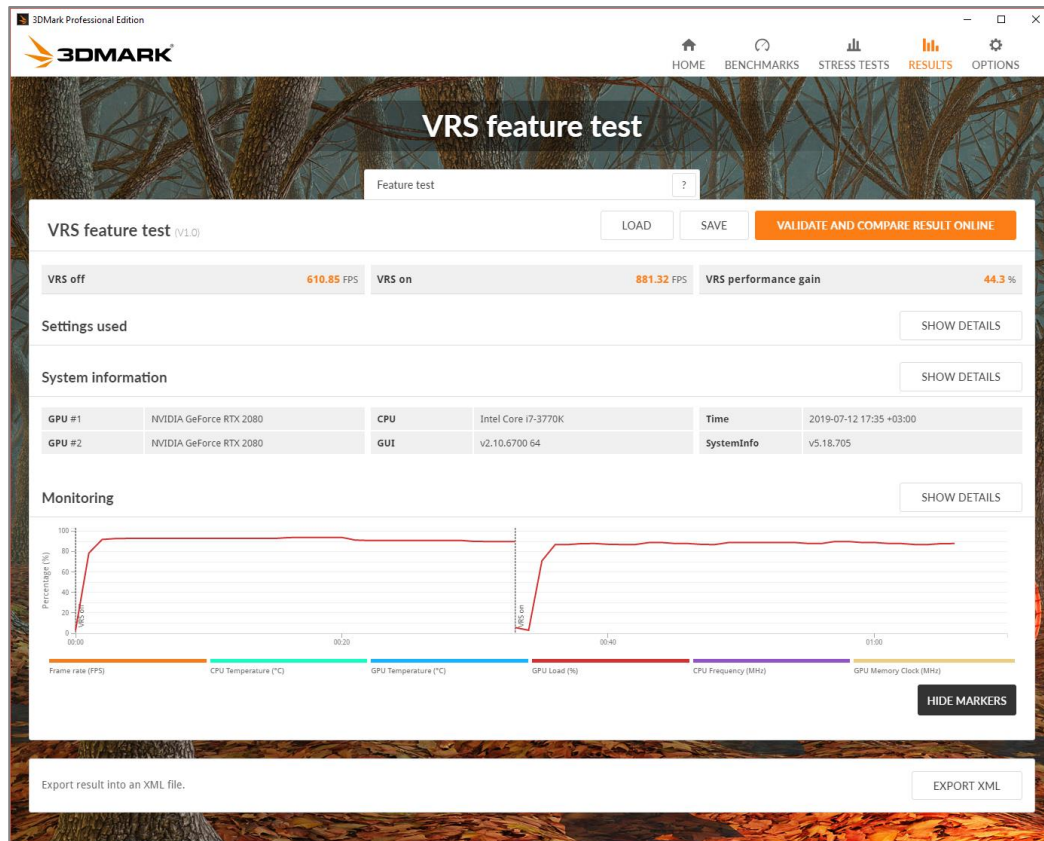 3DMark Professional Edition
3DMARK
HOME BENCHMARKS STRESS TESTS RESULTS OPTIONS
VRS feature test
Feature test ?
VRS feature test (V1.0) LOAD SAVE VALIDATE AND COMPARE RESULT ONLINE
VRS off 610.85 FPS VRS on 881.32 FPS VRS performance gain 44.3 %
Settings used SHOW DETAILS
System information SHOW DETAILS
GPU #1 NVIDIA GeForce RTX 2080 CPU Intel Core i7-3770K Time 2019-07-12 17:35 +03:00
GPU #2 NVIDIA GeForce RTX 2080 GUI v2.10.6700 64 SystemInfo v5.18.705
Monitoring SHOW DETAILS
Percentage (%)
100
80
60
40
20
0
VRS on
VRS on
00:00 00:20 00:40 01:00
Frame rate (FPS) CPU Temperature (°C) GPU Temperature (°C) GPU Load (%) CPU Frequency (MHz) GPU Memory Clock (MHz)
HIDE MARKERS
Export result into an XML file. EXPORT XML